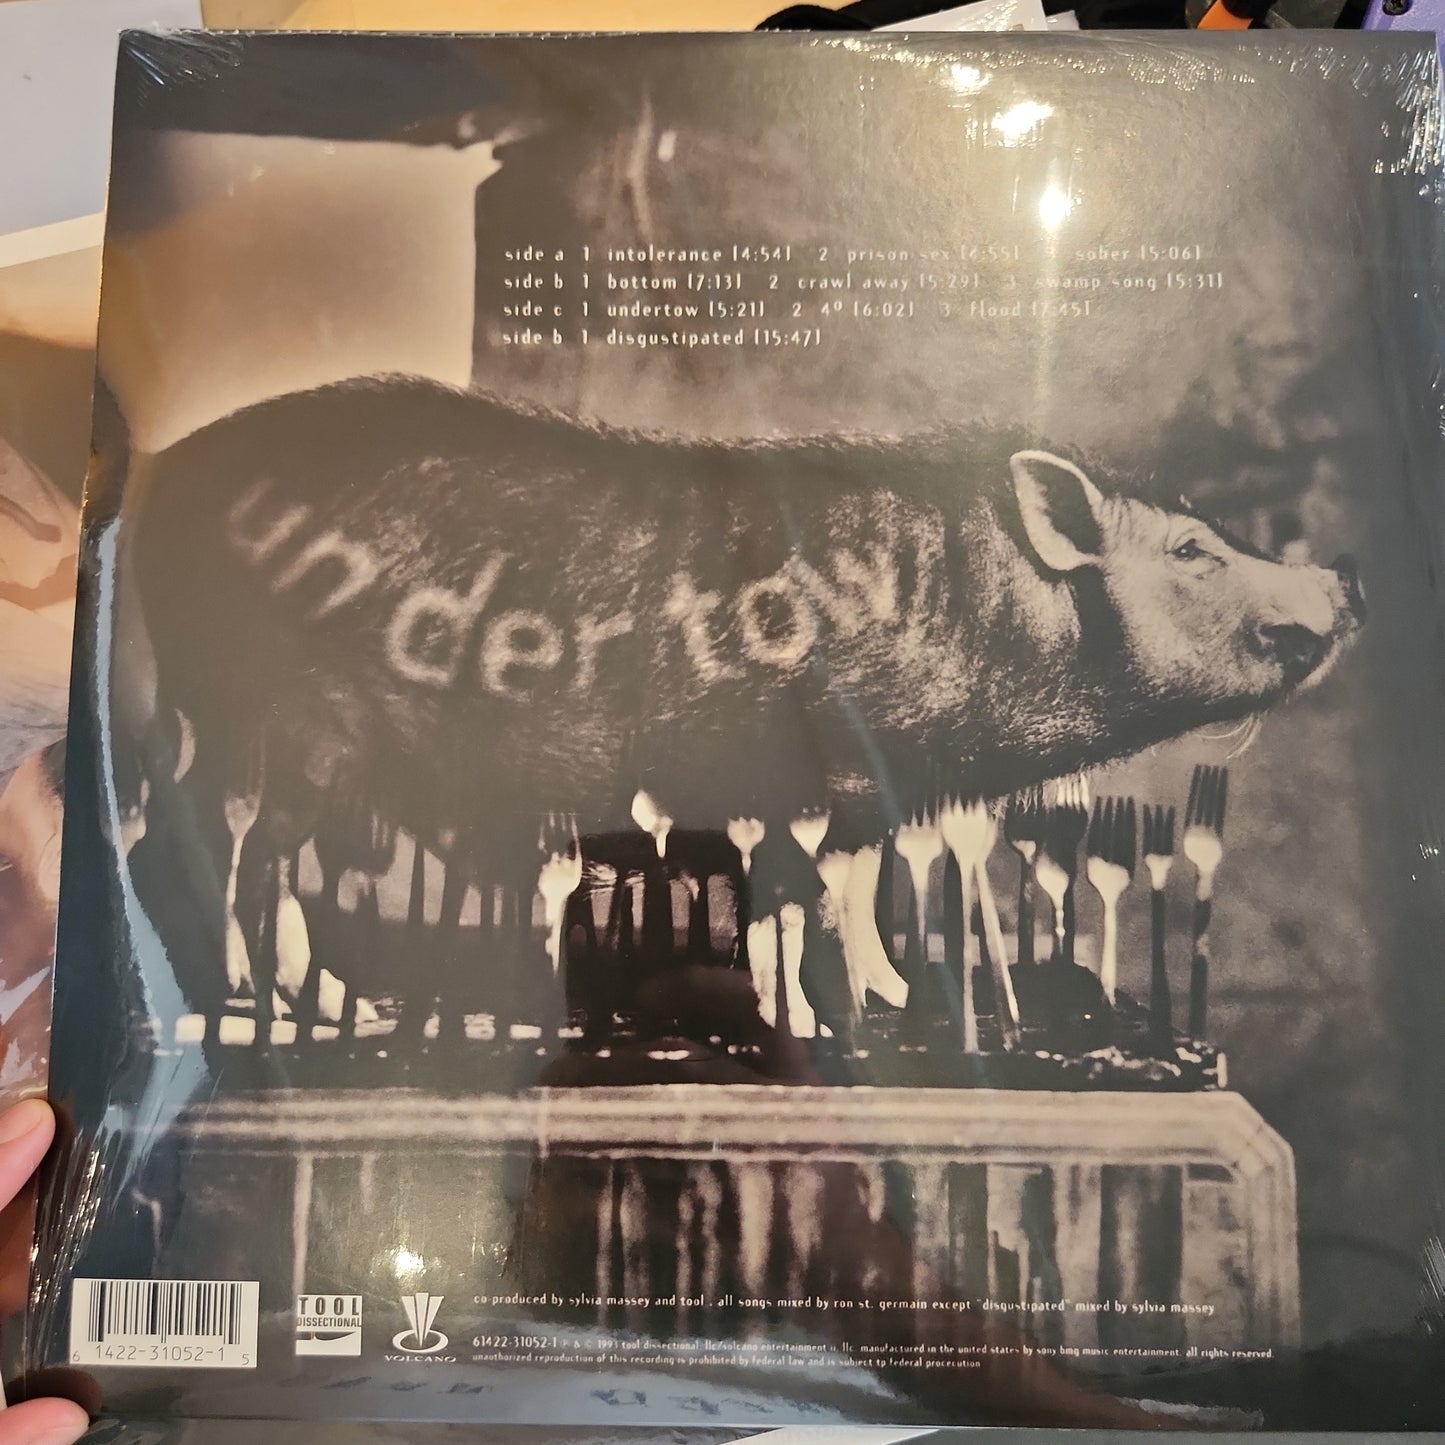 side a 1 intolerance [4:54] 2 prison sex [4:55] 3 sober [5:06]
side b 1 bottom [7:13] 2 crawl away [5:29] 3 swamp song [5:31]
side c 1 undertow [5:21] 2 4° [6:02] 3 flood [7:45]
side b 1 disgustipated [15:47]
undertow
co-produced by sylvia massey and tool . all songs mixed by ron st. germain except "disgustipated" mixed by sylvia massey
TOOL
DISSECTIONAL
VOLCANO
61422-31052-1 ℗ & © 1993 tool dissectional, llc/volcano entertainment ii, llc. manufactured in the united states by sony bmg music entertainment. all rights reserved.
unauthorized reproduction of this recording is prohibited by federal law and is subject tp federal procecution
6 1422-31052-1 5